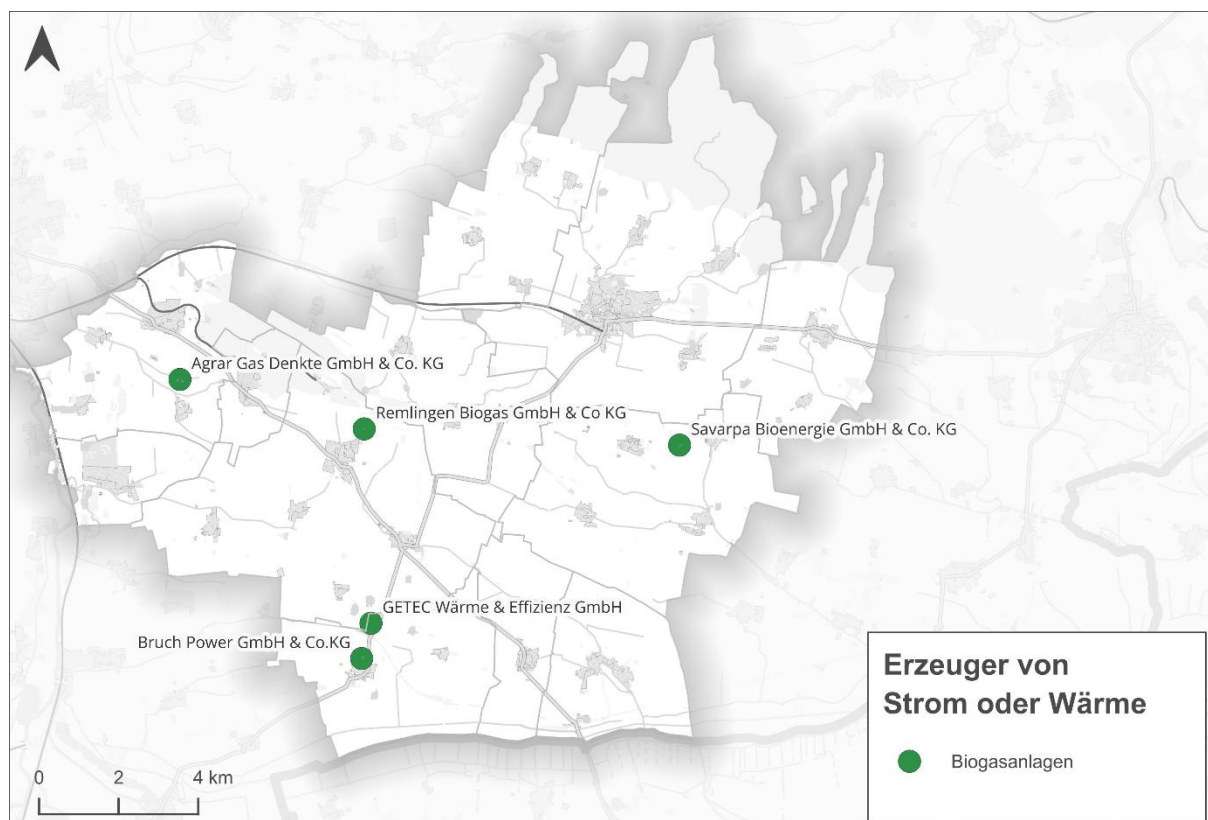 Agrar Gas Denkte GmbH & Co. KG
Remlingen Biogas GmbH & Co KG
Savarpa Bioenergie GmbH & Co. KG
GETEC Wärme & Effizienz GmbH
Bruch Power GmbH & Co.KG
Erzeuger von
Strom oder Wärme
Biogasanlagen
0 2 4 km